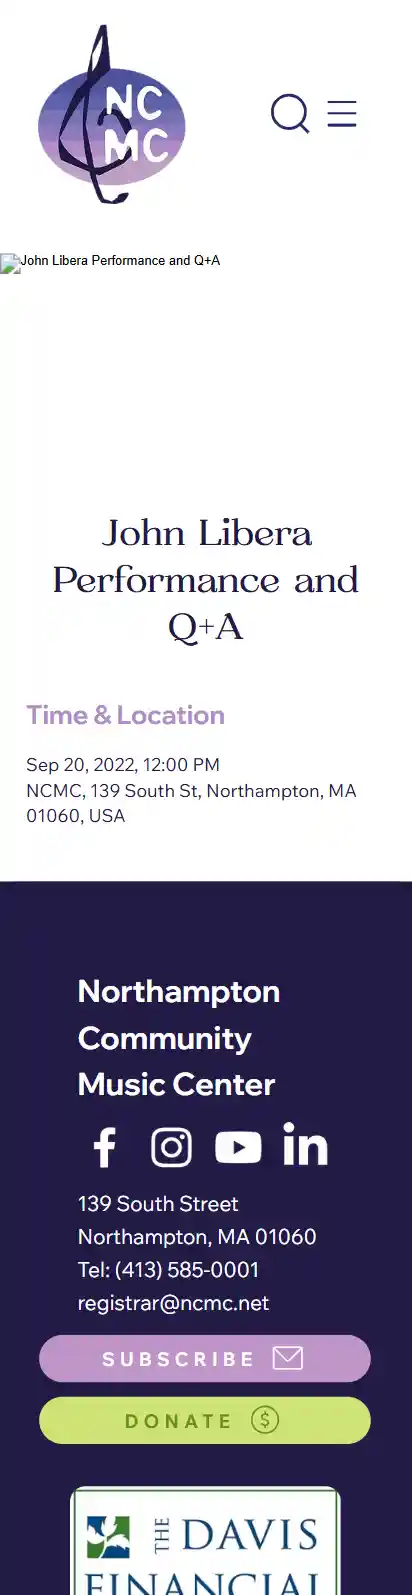 NC
MC
John Libera Performance and Q+A
John Libera
Performance and
Q+A
Time & Location
Sep 20, 2022, 12:00 PM
NCMC, 139 South St, Northampton, MA
01060, USA
Northampton
Community
Music Center
139 South Street
Northampton, MA 01060
Tel: (413) 585-0001
registrar@ncmc.net
SUBSCRIBE
DONATE
THE DAVIS
FINANCIAL